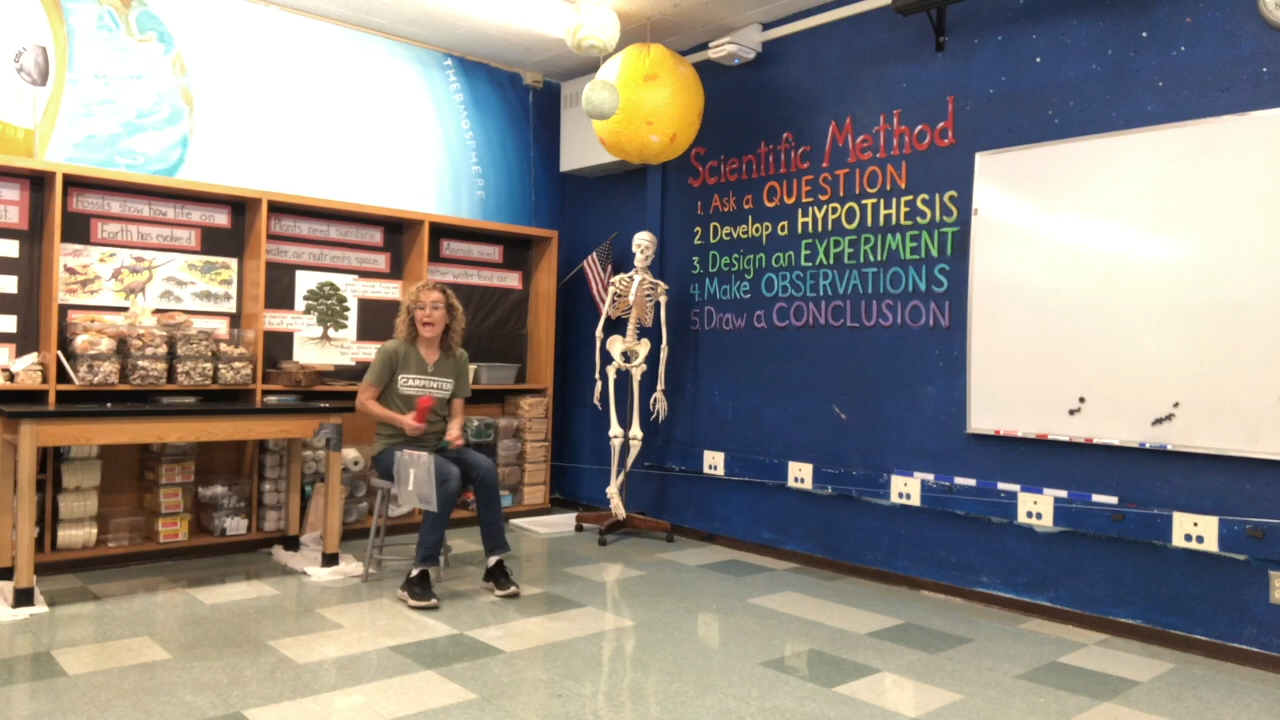 THERMOSPHERE
Fossils show how life on
Earth has evolved
Plants need sunshine
water, air nutrients space.
Animals need
water food air
Scientific Method
1. Ask a QUESTION
2. Develop a HYPOTHESIS
3. Design an EXPERIMENT
4. Make OBSERVATIONS
5. Draw a CONCLUSION
CARPENTER